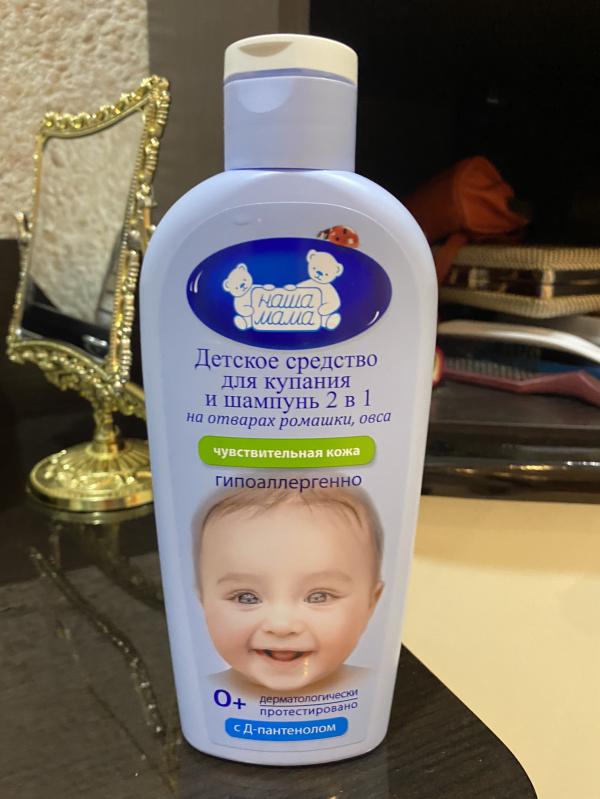 наша
мама
Детское средство
для купания
и шампунь 2 в 1
на отварах ромашки, овса
чувствительная кожа
гипоаллергенно
0+
дерматологически
протестировано
с Д-пантенолом